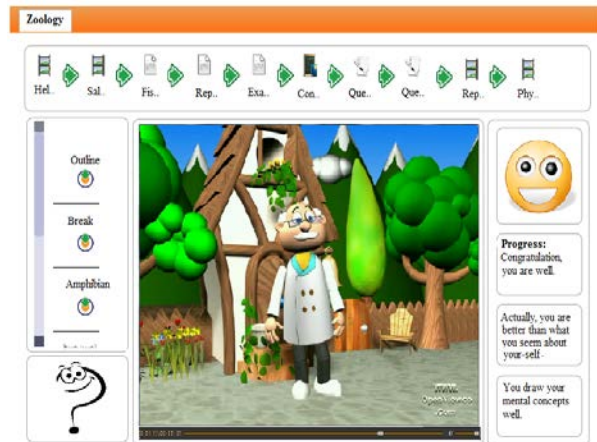 Zoology
Hel.. Sal.. Fis.. Rep.. Exa.. Con.. Que.. Que.. Rep.. Phy..
Outline
Break
Amphibian
Progress:
Congratulation,
you are well.
Actually, you are
better than what
you seem about
your-self-
You draw your
mental concepts
well.